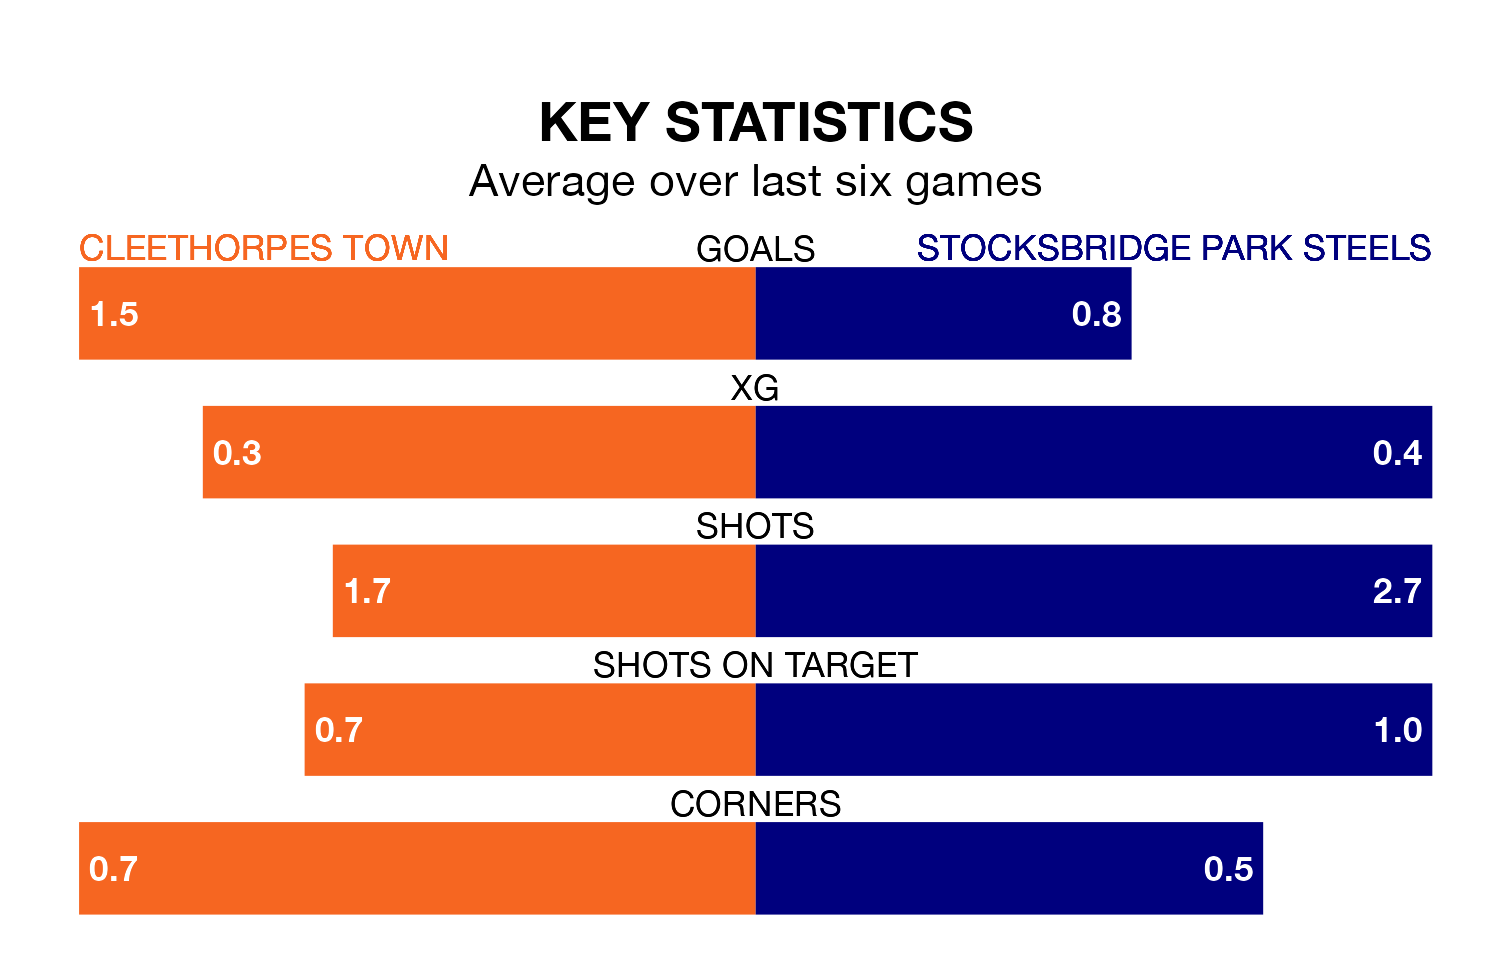 KEY STATISTICS
Average over last six games
CLEETHORPES TOWN GOALS STOCKSBRIDGE PARK STEELS
1.5 0.8
XG
0.3 0.4
SHOTS
1.7 2.7
SHOTS ON TARGET
0.7 1.0
CORNERS
0.7 0.5